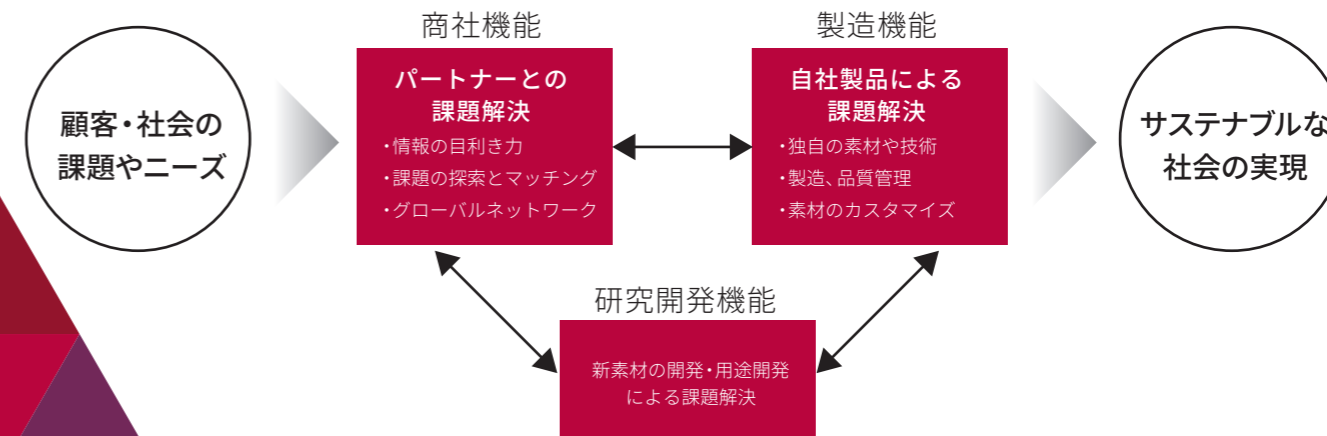 顧客・社会の
課題やニーズ
商社機能
パートナーとの
課題解決
・情報の目利き力
・課題の探索とマッチング
・グローバルネットワーク
製造機能
自社製品による
課題解決
・独自の素材や技術
・製造、品質管理
・素材のカスタマイズ
研究開発機能
新素材の開発・用途開発
による課題解決
サステナブルな
社会の実現